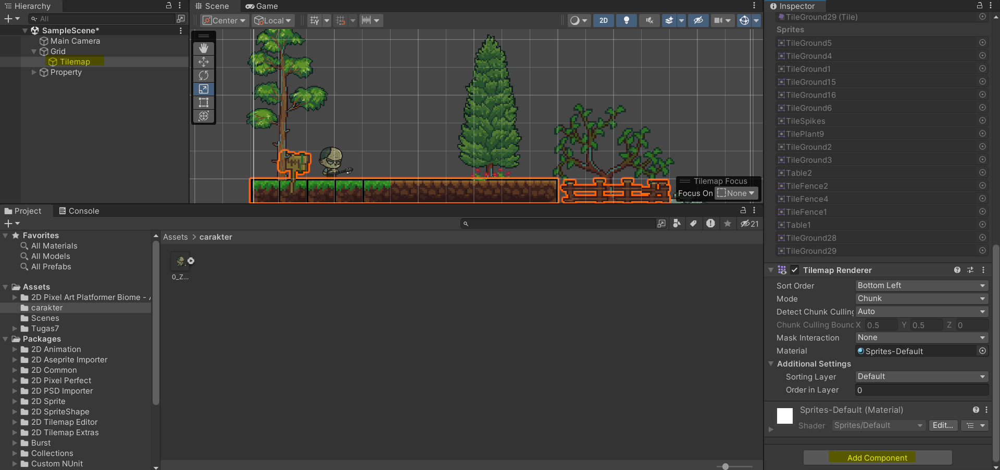 Hierarchy
All
SampleScene*
Main Camera
Grid
Tilemap
Property
Scene
Game
Center
Local
2D
Tilemap Focus
Focus On
None
Project
Console
21
Favorites
All Materials
All Models
All Prefabs
Assets
2D Pixel Art Platformer Biome -
carakter
Scenes
Tugas7
Packages
2D Animation
2D Aseprite Importer
2D Common
2D Pixel Perfect
2D PSD Importer
2D Sprite
2D SpriteShape
2D Tilemap Editor
2D Tilemap Extras
Burst
Collections
Custom NUnit
Assets > carakter
0_Z...
Inspector
TileGround29 (Tile)
Sprites
TileGround5
TileGround4
TileGround1
TileGround15
TileGround16
TileGround6
TileSpikes
TilePlant9
TileGround2
TileGround3
Table2
TileFence2
TileFence4
TileFence1
Table1
TileGround28
TileGround29
Tilemap Renderer
Sort Order Bottom Left
Mode Chunk
Detect Chunk Culling Auto
Chunk Culling Bounc X 0.5 Y 0.5 Z 0
Mask Interaction None
Material Sprites-Default
Additional Settings
Sorting Layer Default
Order in Layer 0
Sprites-Default (Material)
Shader Sprites/Default Edit...
Add Component